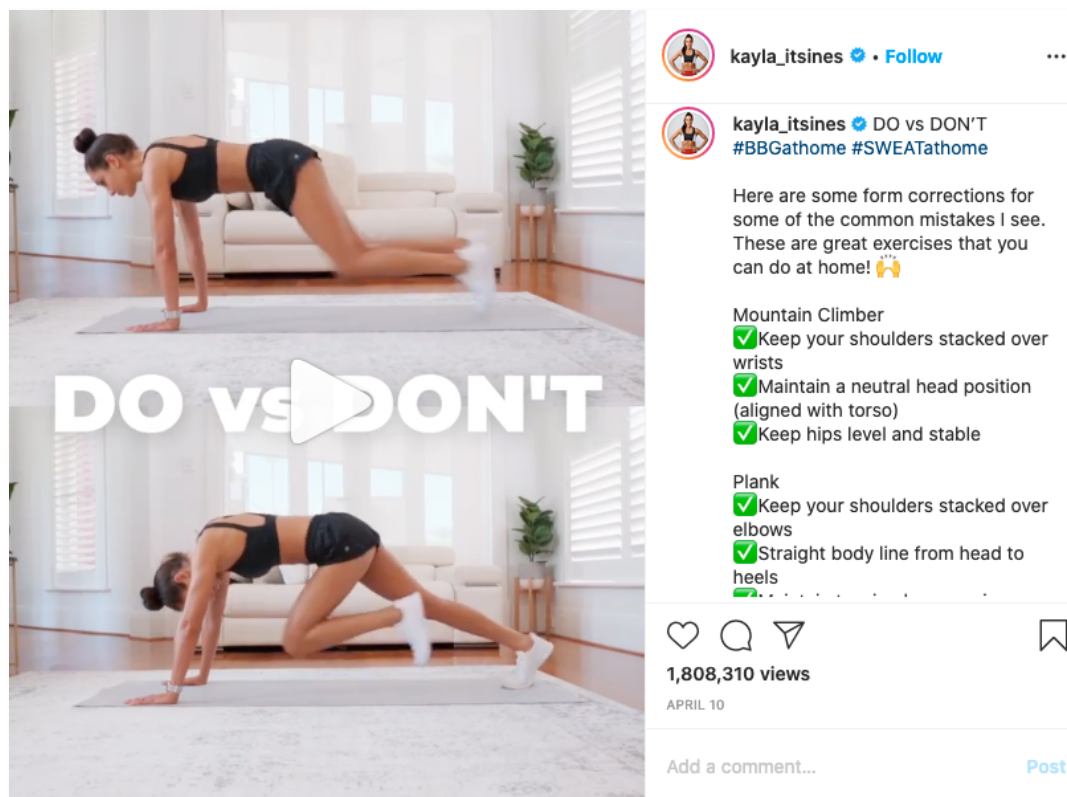 DO vs DON'T
kayla_itsines • Follow
kayla_itsines DO vs DON’T
#BBGathome #SWEATathome
Here are some form corrections for
some of the common mistakes I see.
These are great exercises that you
can do at home! 🙌
Mountain Climber
✅Keep your shoulders stacked over
wrists
✅Maintain a neutral head position
(aligned with torso)
✅Keep hips level and stable
Plank
✅Keep your shoulders stacked over
elbows
✅Straight body line from head to
heels
1,808,310 views
APRIL 10
Add a comment...
Post